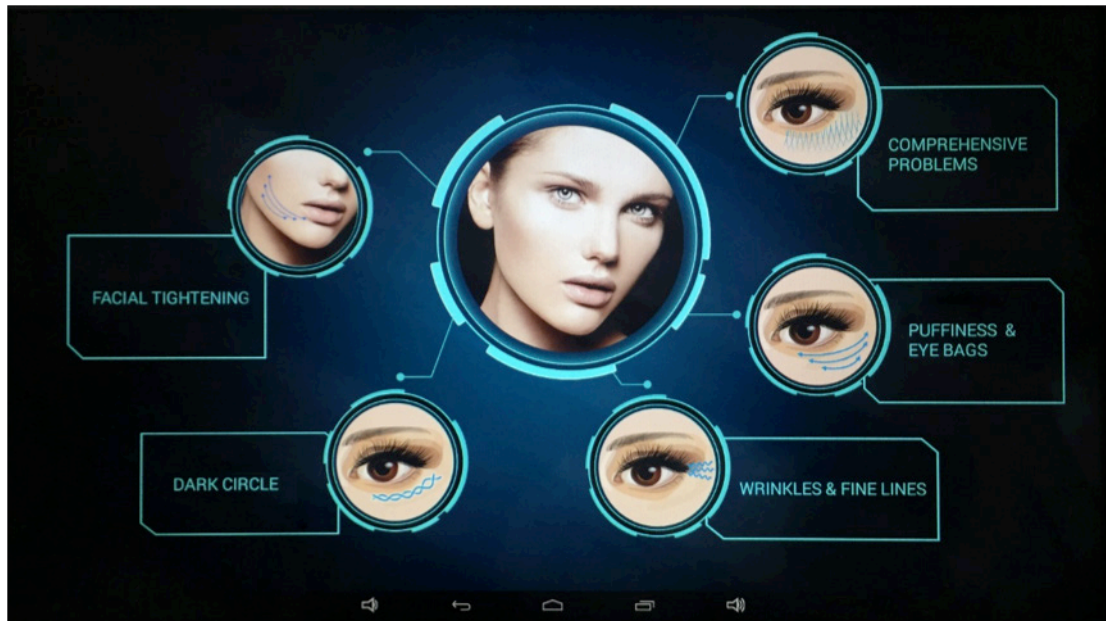 COMPREHENSIVE
PROBLEMS
FACIAL TIGHTENING
PUFFINESS &
EYE BAGS
DARK CIRCLE
WRINKLES & FINE LINES